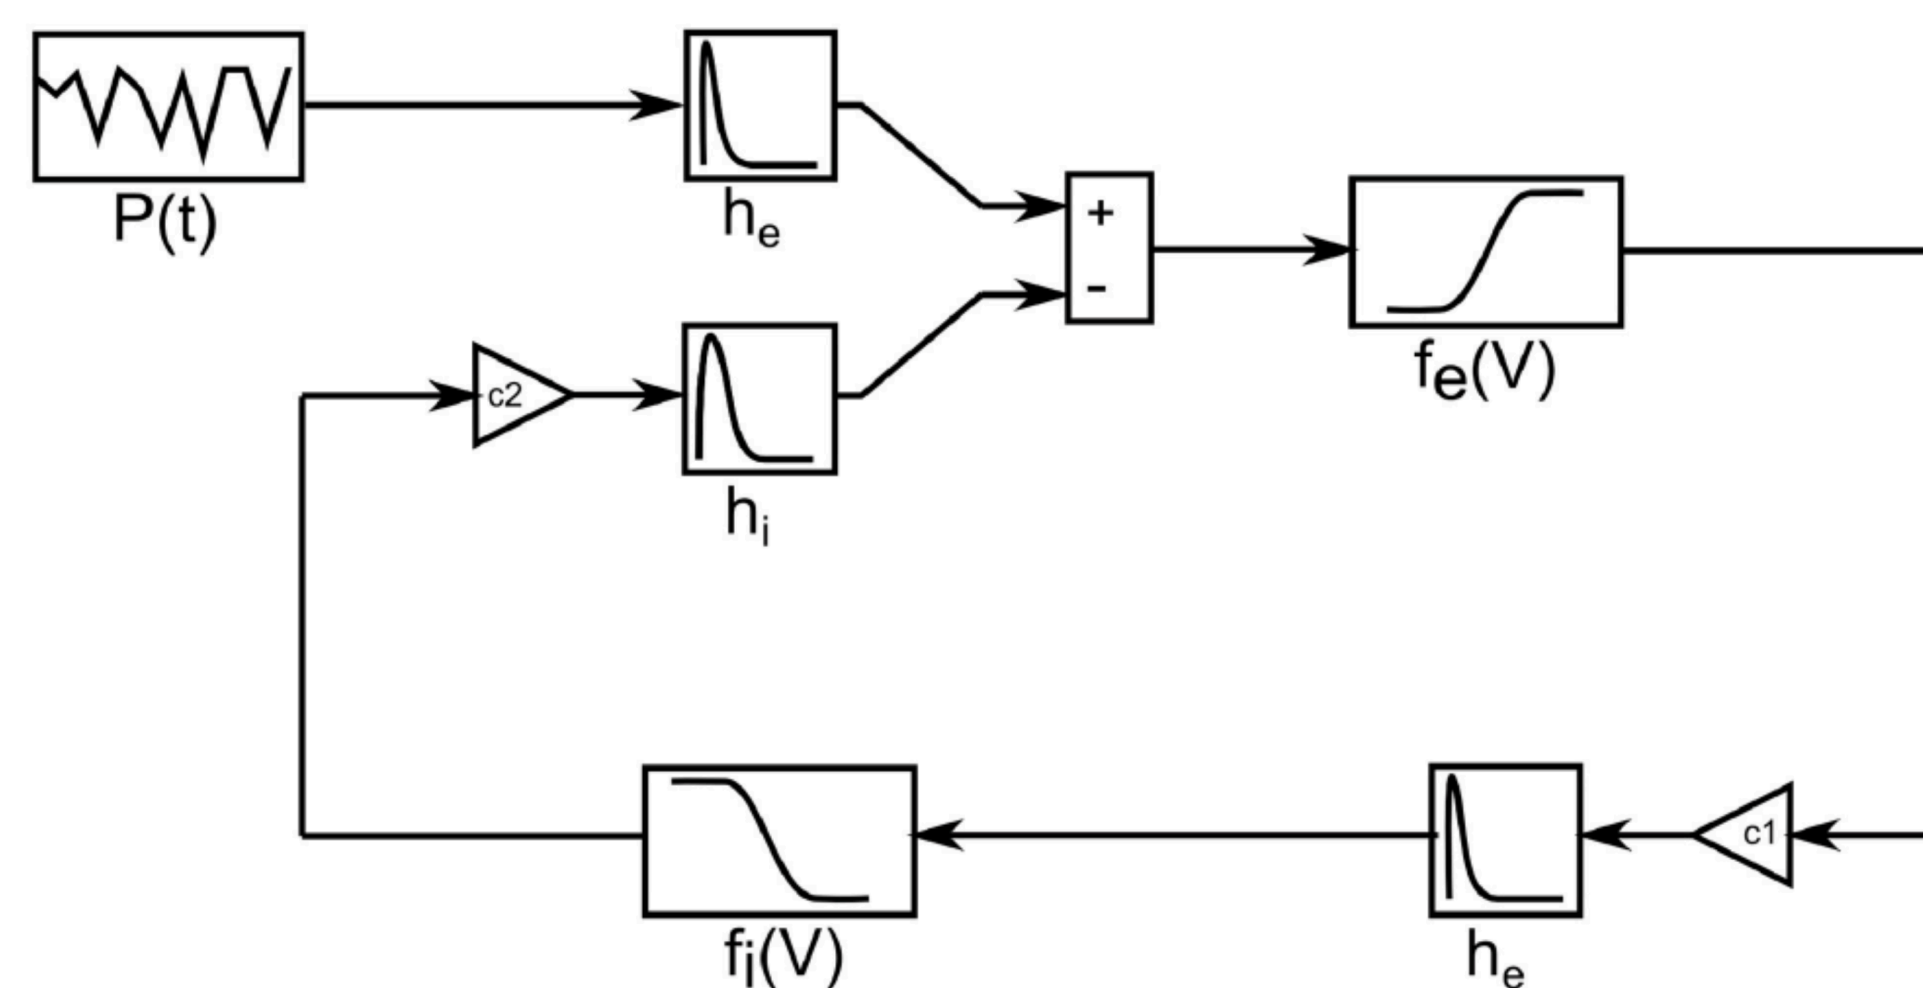 P(t)
h_e
+
-
f_e(V)
c2
h_i
c1
f_i(V)
h_e